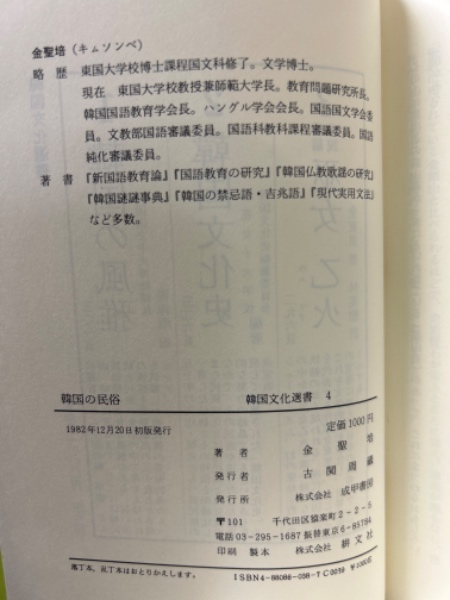 金聖培（キムソンベ）
略 歴 東国大学校博士課程国文科修了。文学博士。
現在 東国大学校教授兼師範大学長。教育問題研究所長。
韓国国語教育学会長。ハングル学会会長。国語国文学会委
員。文教部国語審議委員。国語科教科課程審議委員。国語
純化審議委員。
著 書 『新国語教育論』『国語教育の研究』『韓国仏教歌謡の研究』
『韓国謎謎事典』『韓国の禁忌語・吉兆語』『現代実用文法』
など多数。
韓国の民俗 韓国文化選書 4
1982年12月20日初版発行 定価1000円
著者 金聖培
発行者 古関周蔵
発行所 株式会社 成甲書房
〒101 千代田区猿楽町2-2-5
電話03-295-1687 振替東京6-85784
印刷 製本 株式会社 耕文社
落丁本、乱丁本はおとりかえします。 ISBN4-88086-038-7 C0039